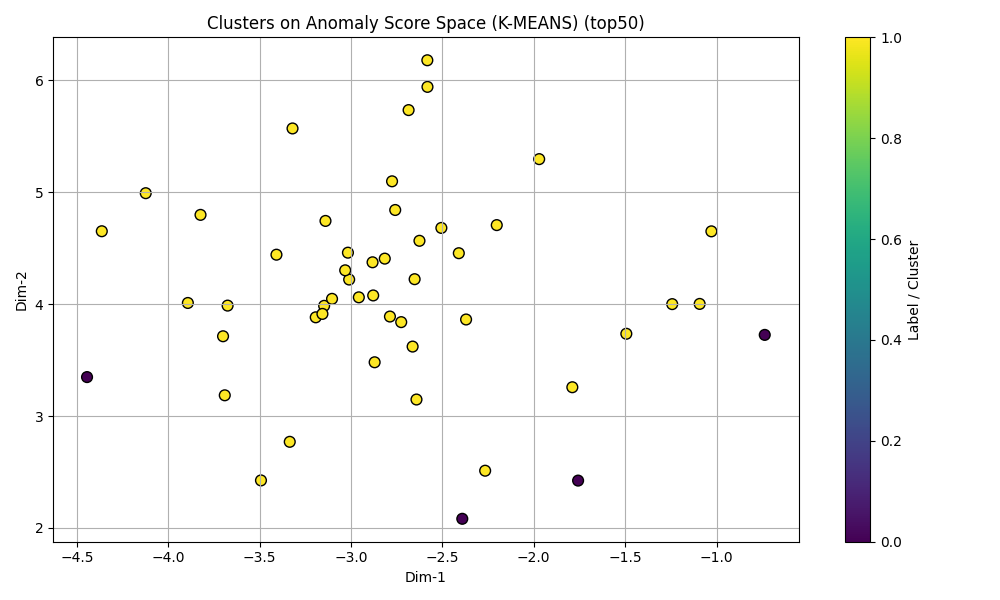 Clusters on Anomaly Score Space (K-MEANS) (top50)
Dim-2
6
5
4
3
2
−4.5 −4.0 −3.5 −3.0 −2.5 −2.0 −1.5 −1.0
Dim-1
1.0
0.8
0.6
0.4
0.2
0.0
Label / Cluster